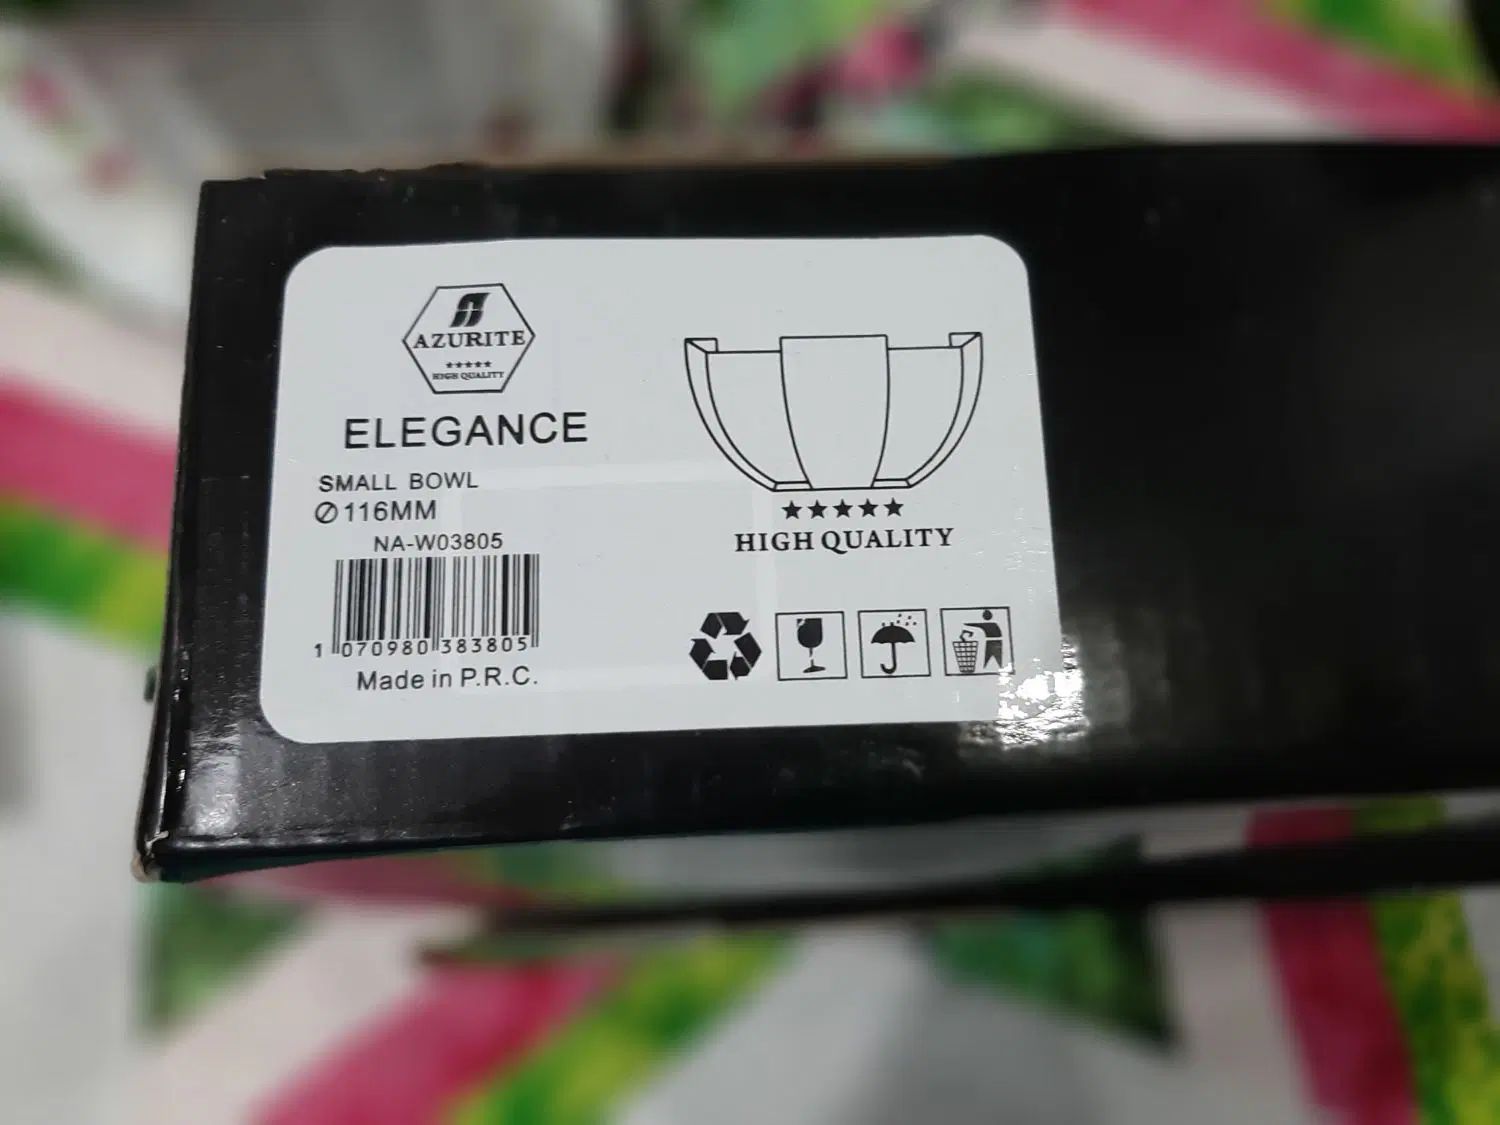 AZURITE
★★★★★
HIGH QUALITY
ELEGANCE
SMALL BOWL
∅116MM
NA-W03805
1 070980 383805
Made in P.R.C.
★★★★★
HIGH QUALITY